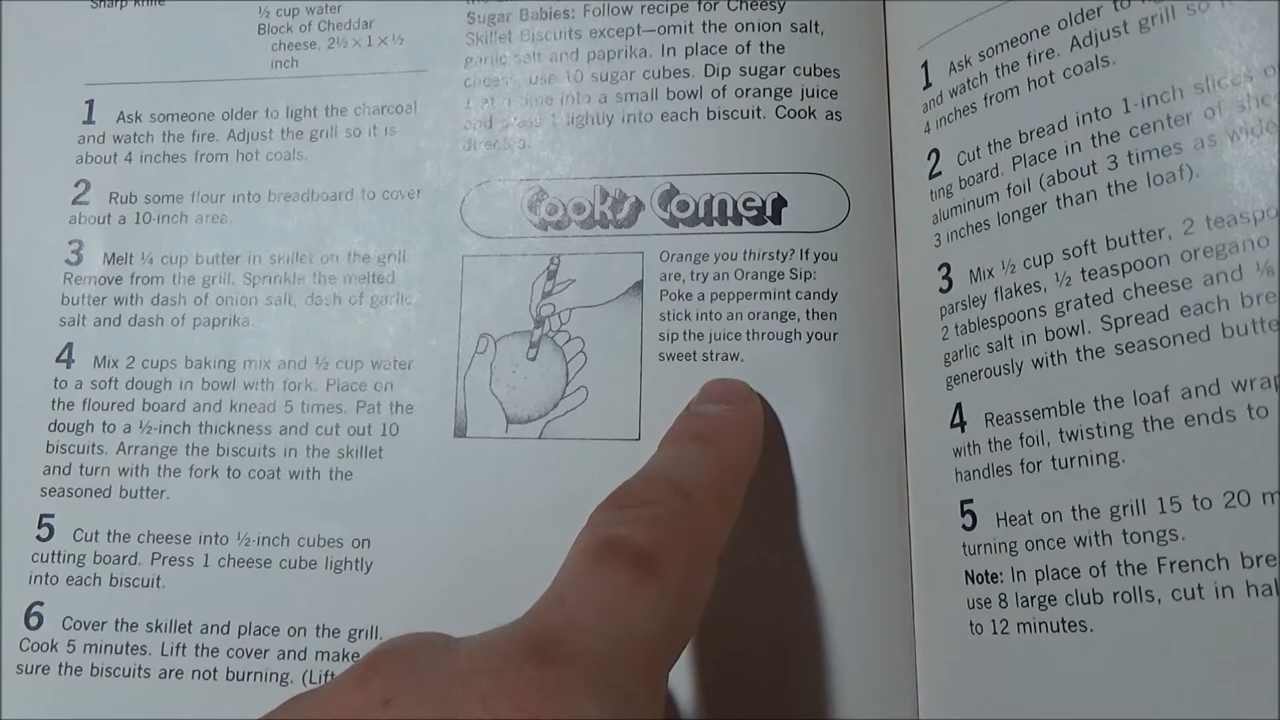 Sharp knife
½ cup water
Block of Cheddar
cheese, 2½ × 1 × ½
inch
1 Ask someone older to light the charcoal
and watch the fire. Adjust the grill so it is
about 4 inches from hot coals.
2 Rub some flour into breadboard to cover
about a 10-inch area.
3 Melt ¼ cup butter in skillet on the grill.
Remove from the grill. Sprinkle the melted
butter with dash of onion salt, dash of garlic
salt and dash of paprika.
4 Mix 2 cups baking mix and ½ cup water
to a soft dough in bowl with fork. Place on
the floured board and knead 5 times. Pat the
dough to a ½-inch thickness and cut out 10
biscuits. Arrange the biscuits in the skillet
and turn with the fork to coat with the
seasoned butter.
5 Cut the cheese into ½-inch cubes on
cutting board. Press 1 cheese cube lightly
into each biscuit.
6 Cover the skillet and place on the grill.
Cook 5 minutes. Lift the cover and make
sure the biscuits are not burning. (Lift
Sugar Babies: Follow recipe for Cheesy
Skillet Biscuits except—omit the onion salt,
garlic salt and paprika. In place of the
cheese, use 10 sugar cubes. Dip sugar cubes
1 at a time into a small bowl of orange juice
and press 1 lightly into each biscuit. Cook as
directed.
Cook's Corner
Orange you thirsty? If you
are, try an Orange Sip:
Poke a peppermint candy
stick into an orange, then
sip the juice through your
sweet straw.
1 Ask someone older to
and watch the fire. Adjust grill so
4 inches from hot coals.
2 Cut the bread into 1-inch slices
ting board. Place in the center of
aluminum foil (about 3 times as wide
3 inches longer than the loaf).
3 Mix ½ cup soft butter, 2
parsley flakes, ½ teaspoon oregano
2 tablespoons grated cheese and ⅛
garlic salt in bowl. Spread each
generously with the seasoned
4 Reassemble the loaf and
with the foil, twisting the ends to
handles for turning.
5 Heat on the grill 15 to 20
turning once with tongs.
Note: In place of the French
use 8 large club rolls, cut in
to 12 minutes.